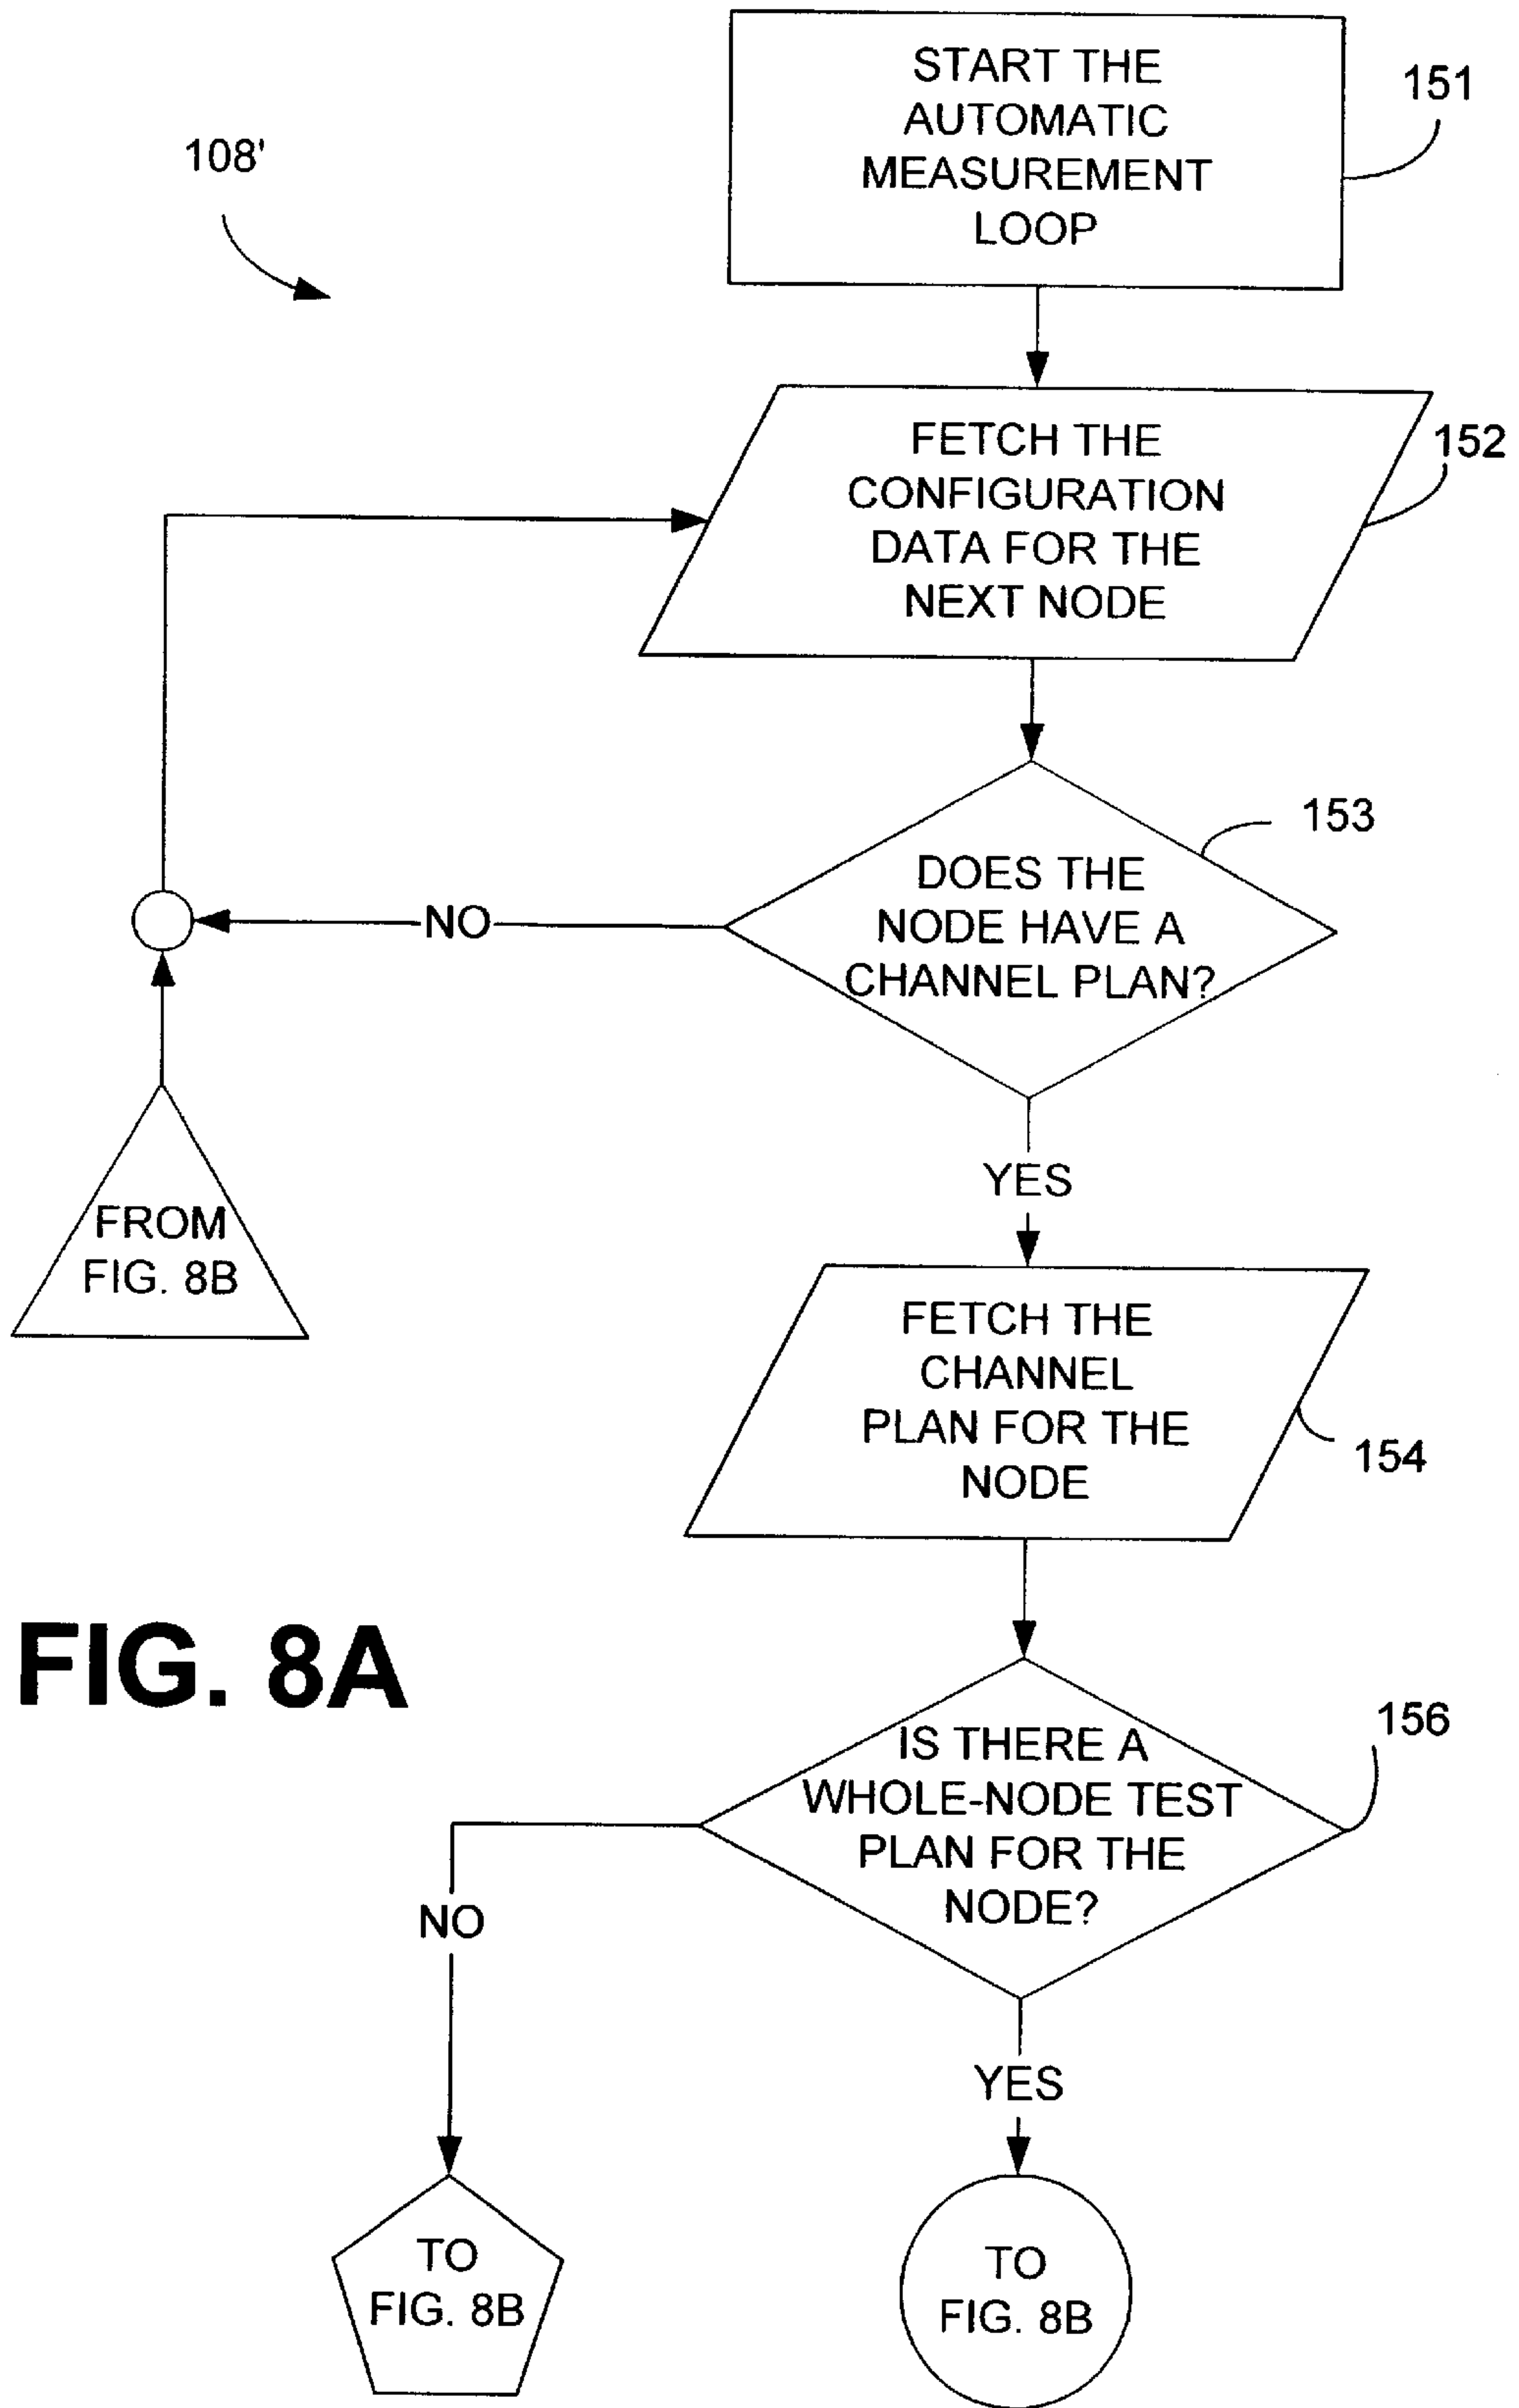 START THE
AUTOMATIC
MEASUREMENT
LOOP
151
108'
FETCH THE
CONFIGURATION
DATA FOR THE
NEXT NODE
152
DOES THE
NODE HAVE A
CHANNEL PLAN?
153
NO
YES
FROM
FIG. 8B
FETCH THE
CHANNEL
PLAN FOR THE
NODE
154
FIG. 8A
IS THERE A
WHOLE-NODE TEST
PLAN FOR THE
NODE?
156
NO
YES
TO
FIG. 8B
TO
FIG. 8B